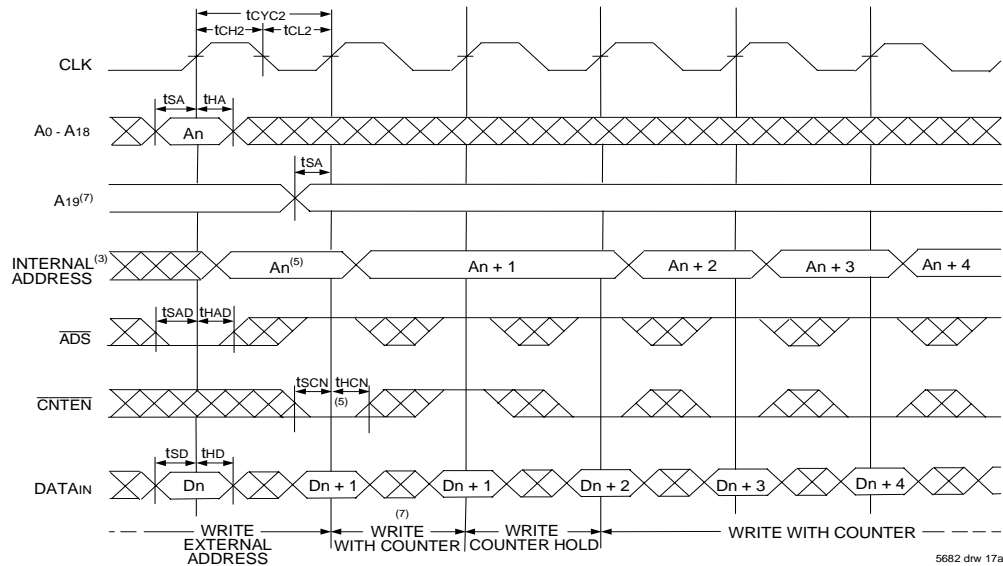 tCYC2
tCH2 tCL2
CLK
tSA tHA
A0 - A18 An
tSA
A19(7)
INTERNAL(3) ADDRESS An(5) An + 1 An + 2 An + 3 An + 4
tSAD tHAD
ADS
tSCN tHCN
CNTEN (5)
tSD tHD
DATAIN Dn Dn + 1 Dn + 1 Dn + 2 Dn + 3 Dn + 4
(7)
WRITE EXTERNAL ADDRESS
WRITE WITH COUNTER
WRITE COUNTER HOLD
WRITE WITH COUNTER
5682 drw 17a